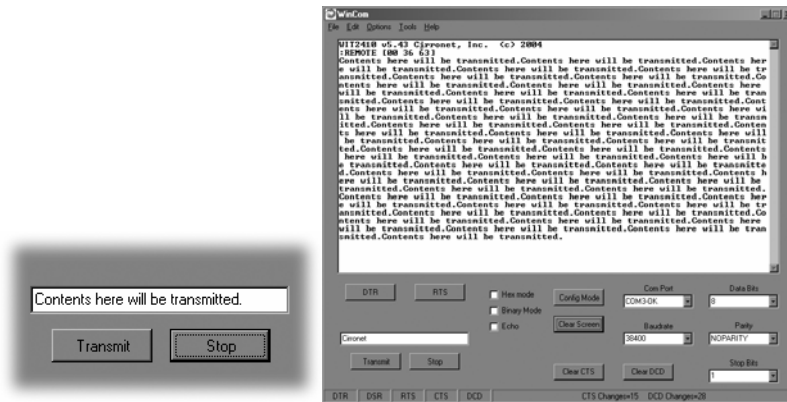 Contents here will be transmitted.
Transmit Stop
WinCom
File Edit Options Tools Help
WIT2410 v5.43 Cirronet, Inc. (c) 2004
:REMOTE [00 36 63]
Contents here will be transmitted.Contents here will be transmitted.Contents her
e will be transmitted.Contents here will be transmitted.Contents here will be tr
ansmitted.Contents here will be transmitted.Contents here will be transmitted.Co
ntents here will be transmitted.Contents here will be transmitted.Contents here
will be transmitted.Contents here will be transmitted.Contents here will be tran
smitted.Contents here will be transmitted.Contents here will be transmitted.Cont
ents here will be transmitted.Contents here will be transmitted.Contents here wi
ll be transmitted.Contents here will be transmitted.Contents here will be transm
itted.Contents here will be transmitted.Contents here will be transmitted.Conten
ts here will be transmitted.Contents here will be transmitted.Contents here will
be transmitted.Contents here will be transmitted.Contents here will be transmit
ted.Contents here will be transmitted.Contents here will be transmitted.Contents
here will be transmitted.Contents here will be transmitted.Contents here will b
e transmitted.Contents here will be transmitted.Contents here will be transmitte
d.Contents here will be transmitted.Contents here will be transmitted.Contents h
ere will be transmitted.Contents here will be transmitted.Contents here will be
transmitted.Contents here will be transmitted.Contents here will be transmitted.
Contents here will be transmitted.Contents here will be transmitted.Contents her
e will be transmitted.Contents here will be transmitted.Contents here will be tr
ansmitted.Contents here will be transmitted.Contents here will be transmitted.Co
ntents here will be transmitted.Contents here will be transmitted.Contents here
will be transmitted.Contents here will be transmitted.Contents here will be tran
smitted.Contents here will be transmitted.
DTR RTS Hex mode Config Mode Com Port Data Bits
COM3-OK 8
Binary Mode
Echo Clear Screen Baudrate Parity
Cirronet 38400 NOPARITY
Transmit Stop Clear CTS Clear DCD Stop Bits
1
DTR DSR RTS CTS DCD CTS Changes=15 DCD Changes=28